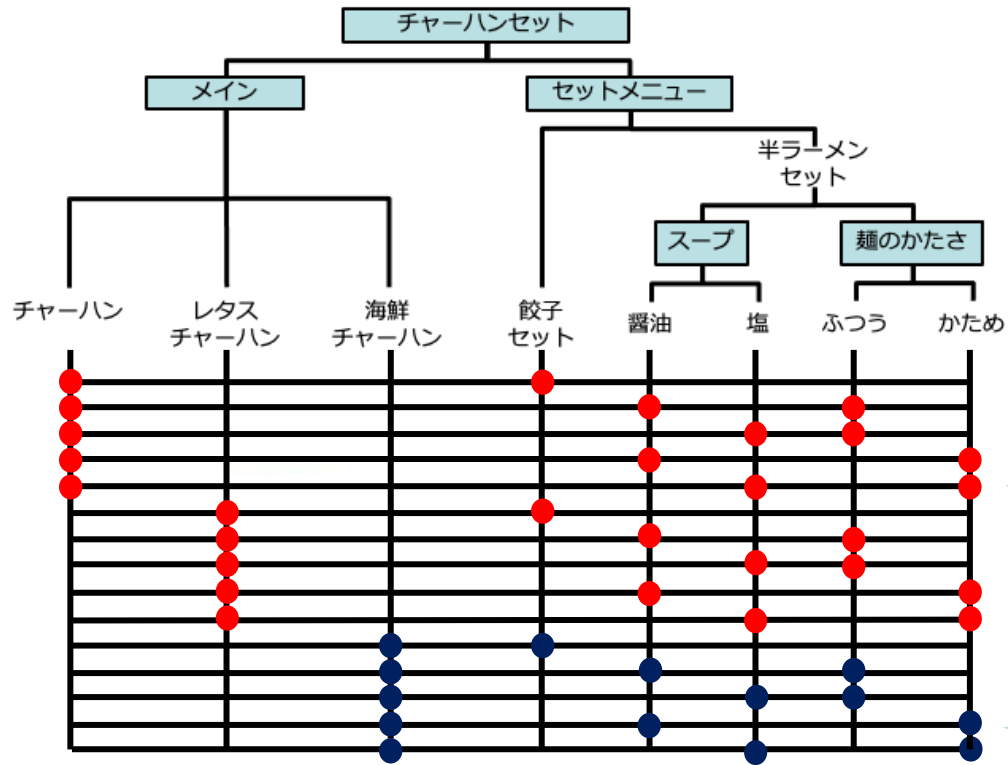 チャーハンセット
メイン
セットメニュー
半ラーメン
セット
スープ
麺のかたさ
チャーハン
レタス
チャーハン
海鮮
チャーハン
餃子
セット
醤油
塩
ふつう
かため